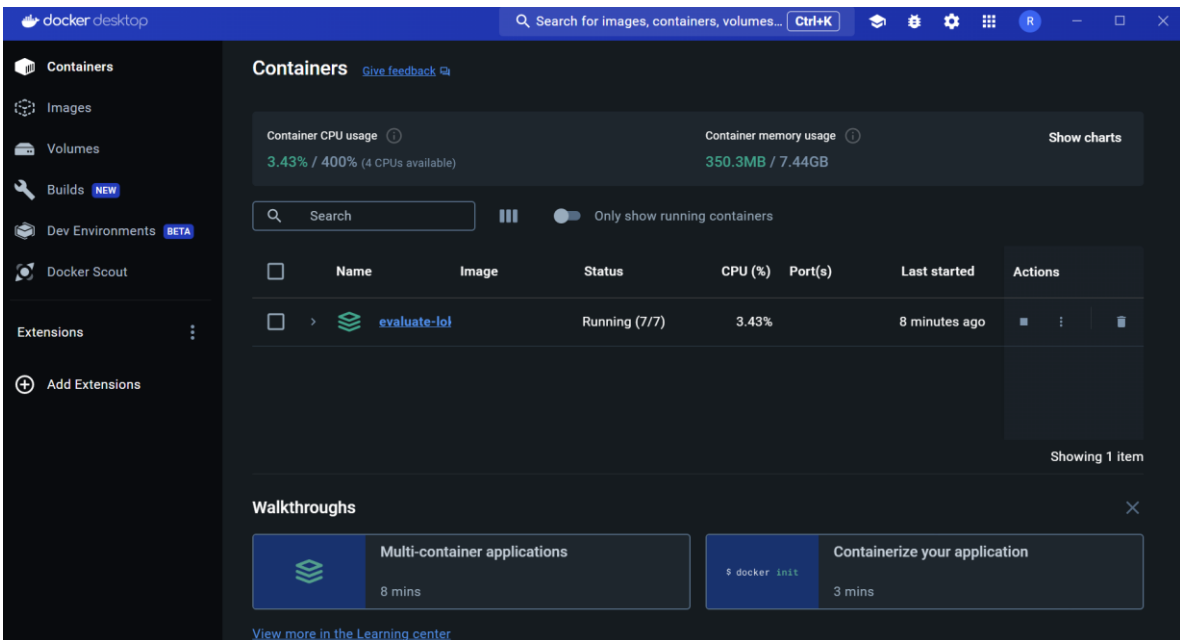 docker desktop
Search for images, containers, volumes... Ctrl+K
R
Containers
Images
Volumes
Builds NEW
Dev Environments BETA
Docker Scout
Extensions
Add Extensions
Containers Give feedback
Container CPU usage
3.43% / 400% (4 CPUs available)
Container memory usage
350.3MB / 7.44GB
Show charts
Search
Only show running containers
Name Image Status CPU (%) Port(s) Last started Actions
evaluate-lo Running (7/7) 3.43% 8 minutes ago
Showing 1 item
Walkthroughs
Multi-container applications
8 mins
$ docker init
Containerize your application
3 mins
View more in the Learning center